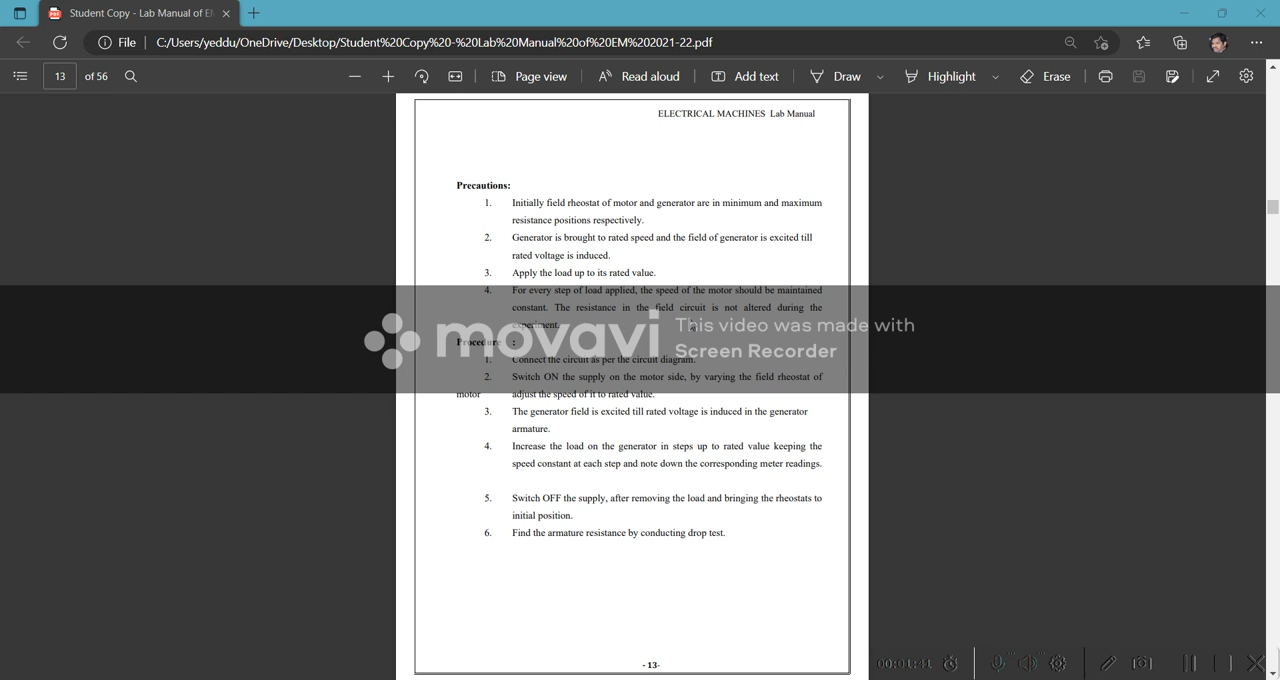 Student Copy - Lab Manual of EM
File C:/Users/yeddu/OneDrive/Desktop/Student%20Copy%20-%20Lab%20Manual%20of%20EM%202021-22.pdf
13 of 56 Page view Read aloud Add text Draw Highlight Erase
ELECTRICAL MACHINES Lab Manual
Precautions:
1. Initially field rheostat of motor and generator are in minimum and maximum
resistance positions respectively.
2. Generator is brought to rated speed and the field of generator is excited till
rated voltage is induced.
3. Apply the load up to its rated value.
4. For every step of load applied, the speed of the motor should be maintained
constant. The resistance in the field circuit is not altered during the
experiment.
movavi
This video was made with
Screen Recorder
Procedure :
1. Connect the circuit as per the circuit diagram.
2. Switch ON the supply on the motor side, by varying the field rheostat of
motor adjust the speed of it to rated value.
3. The generator field is excited till rated voltage is induced in the generator
armature.
4. Increase the load on the generator in steps up to rated value keeping the
speed constant at each step and note down the corresponding meter readings.
5. Switch OFF the supply, after removing the load and bringing the rheostats to
initial position.
6. Find the armature resistance by conducting drop test.
- 13-
00:01:41